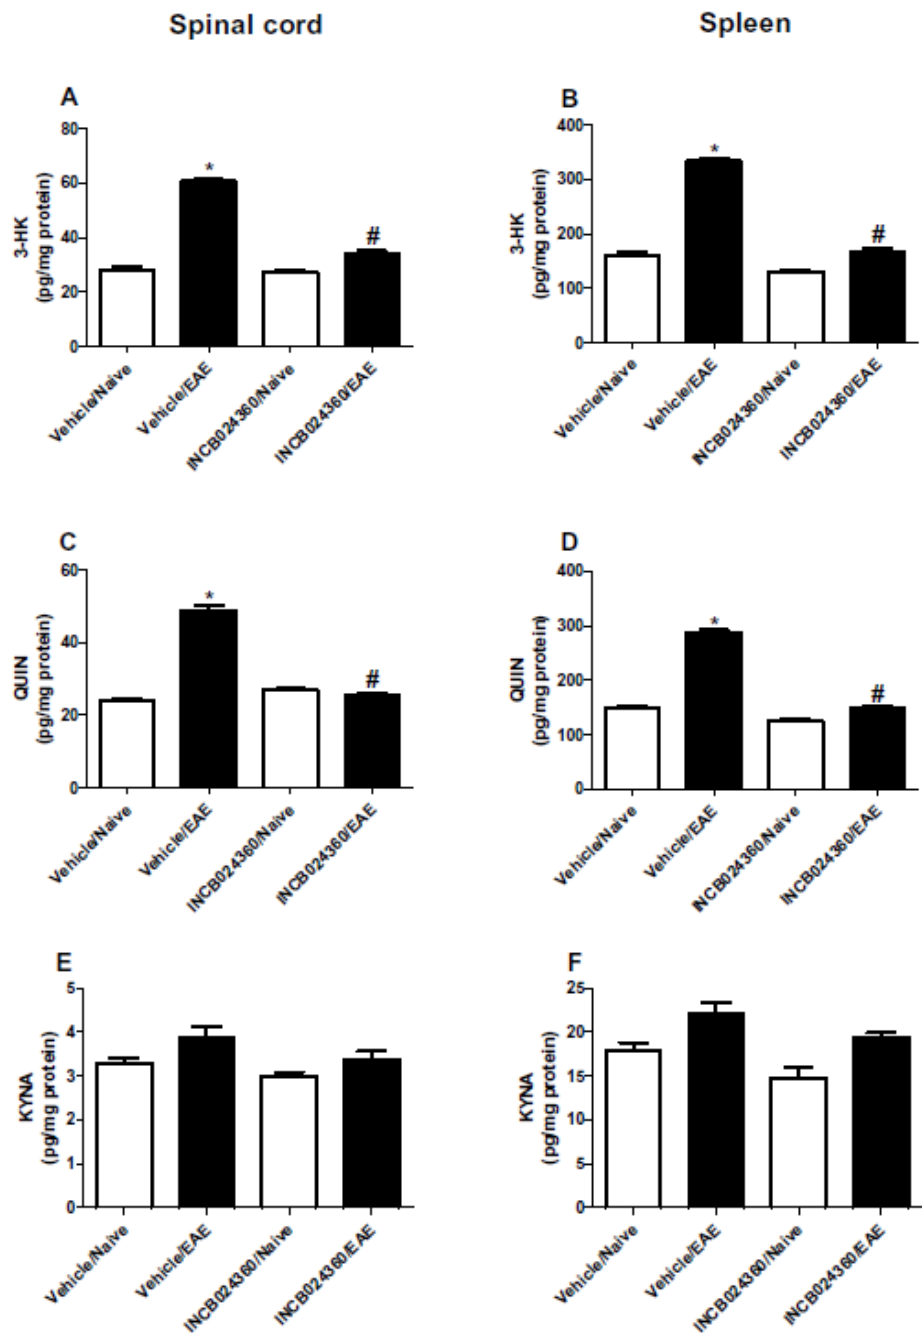 Spinal cord
Spleen
A
3-HK
(pg/mg protein)
80
60
40
20
0
*
#
Vehicle/Naive
Vehicle/EAE
INCB024360/Naive
INCB024360/EAE
B
3-HK
(pg/mg protein)
400
300
200
100
0
*
#
Vehicle/Naive
Vehicle/EAE
INCB024360/Naive
INCB024360/EAE
C
QUIN
(pg/mg protein)
60
40
20
0
*
#
Vehicle/Naive
Vehicle/EAE
INCB024360/Naive
INCB024360/EAE
D
QUIN
(pg/mg protein)
400
300
200
100
0
*
#
Vehicle/Naive
Vehicle/EAE
INCB024360/Naive
INCB024360/EAE
E
KYNA
(pg/mg protein)
5
4
3
2
1
0
Vehicle/Naive
Vehicle/EAE
INCB024360/Naive
INCB024360/EAE
F
KYNA
(pg/mg protein)
25
20
15
10
5
0
Vehicle/Naive
Vehicle/EAE
INCB024360/Naive
INCB024360/EAE